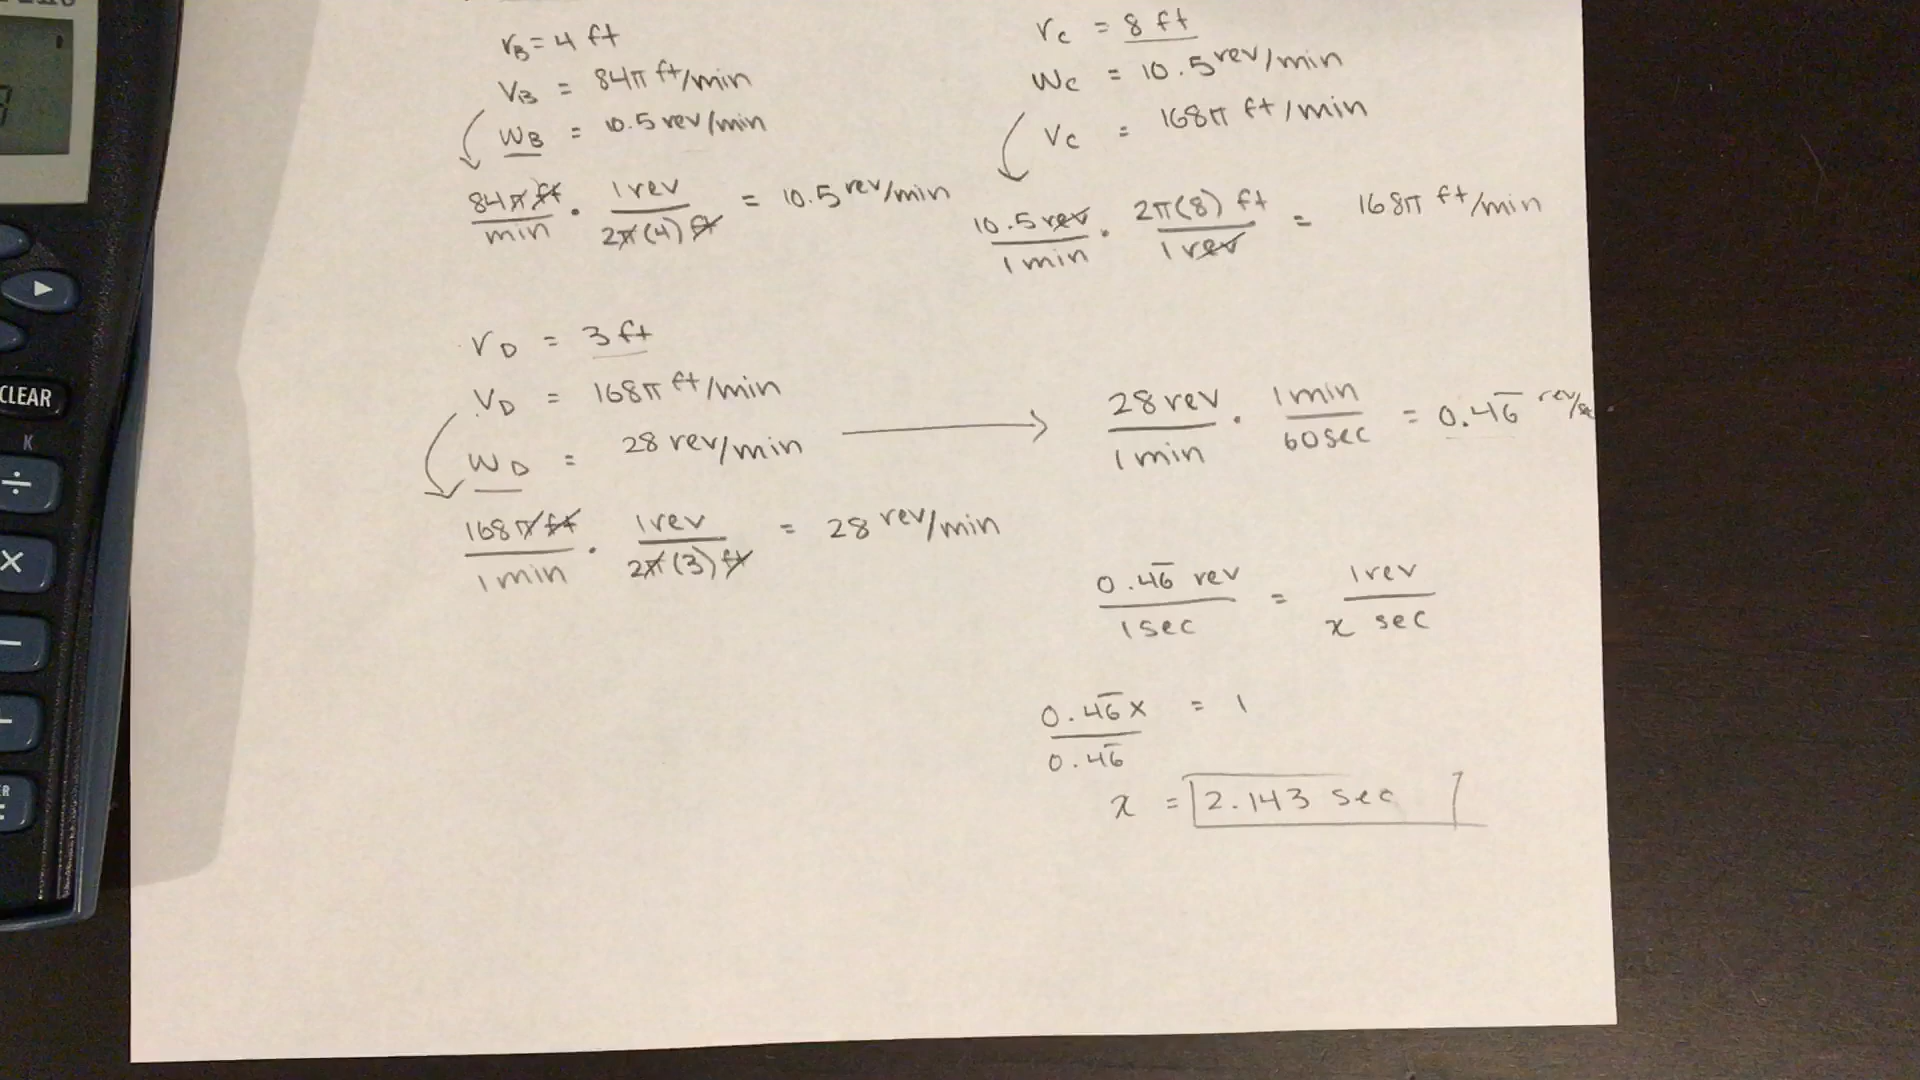 r_B = 4 ft
V_B = 84π ft/min
W_B = 10.5 rev/min
84π ft/min · 1 rev/2π(4) ft = 10.5 rev/min
r_C = 8 ft
W_C = 10.5 rev/min
V_C = 168π ft/min
10.5 rev/1 min · 2π(8) ft/1 rev = 168π ft/min
r_D = 3 ft
V_D = 168π ft/min
W_D = 28 rev/min
168π ft/1 min · 1 rev/2π(3) ft = 28 rev/min
28 rev/1 min · 1 min/60 sec = 0.46̅
0.46̅ rev/1 sec = 1 rev/x sec
0.46̅x/0.46̅ = 1
x = 2.143 sec
CLEAR
K
÷
×
−